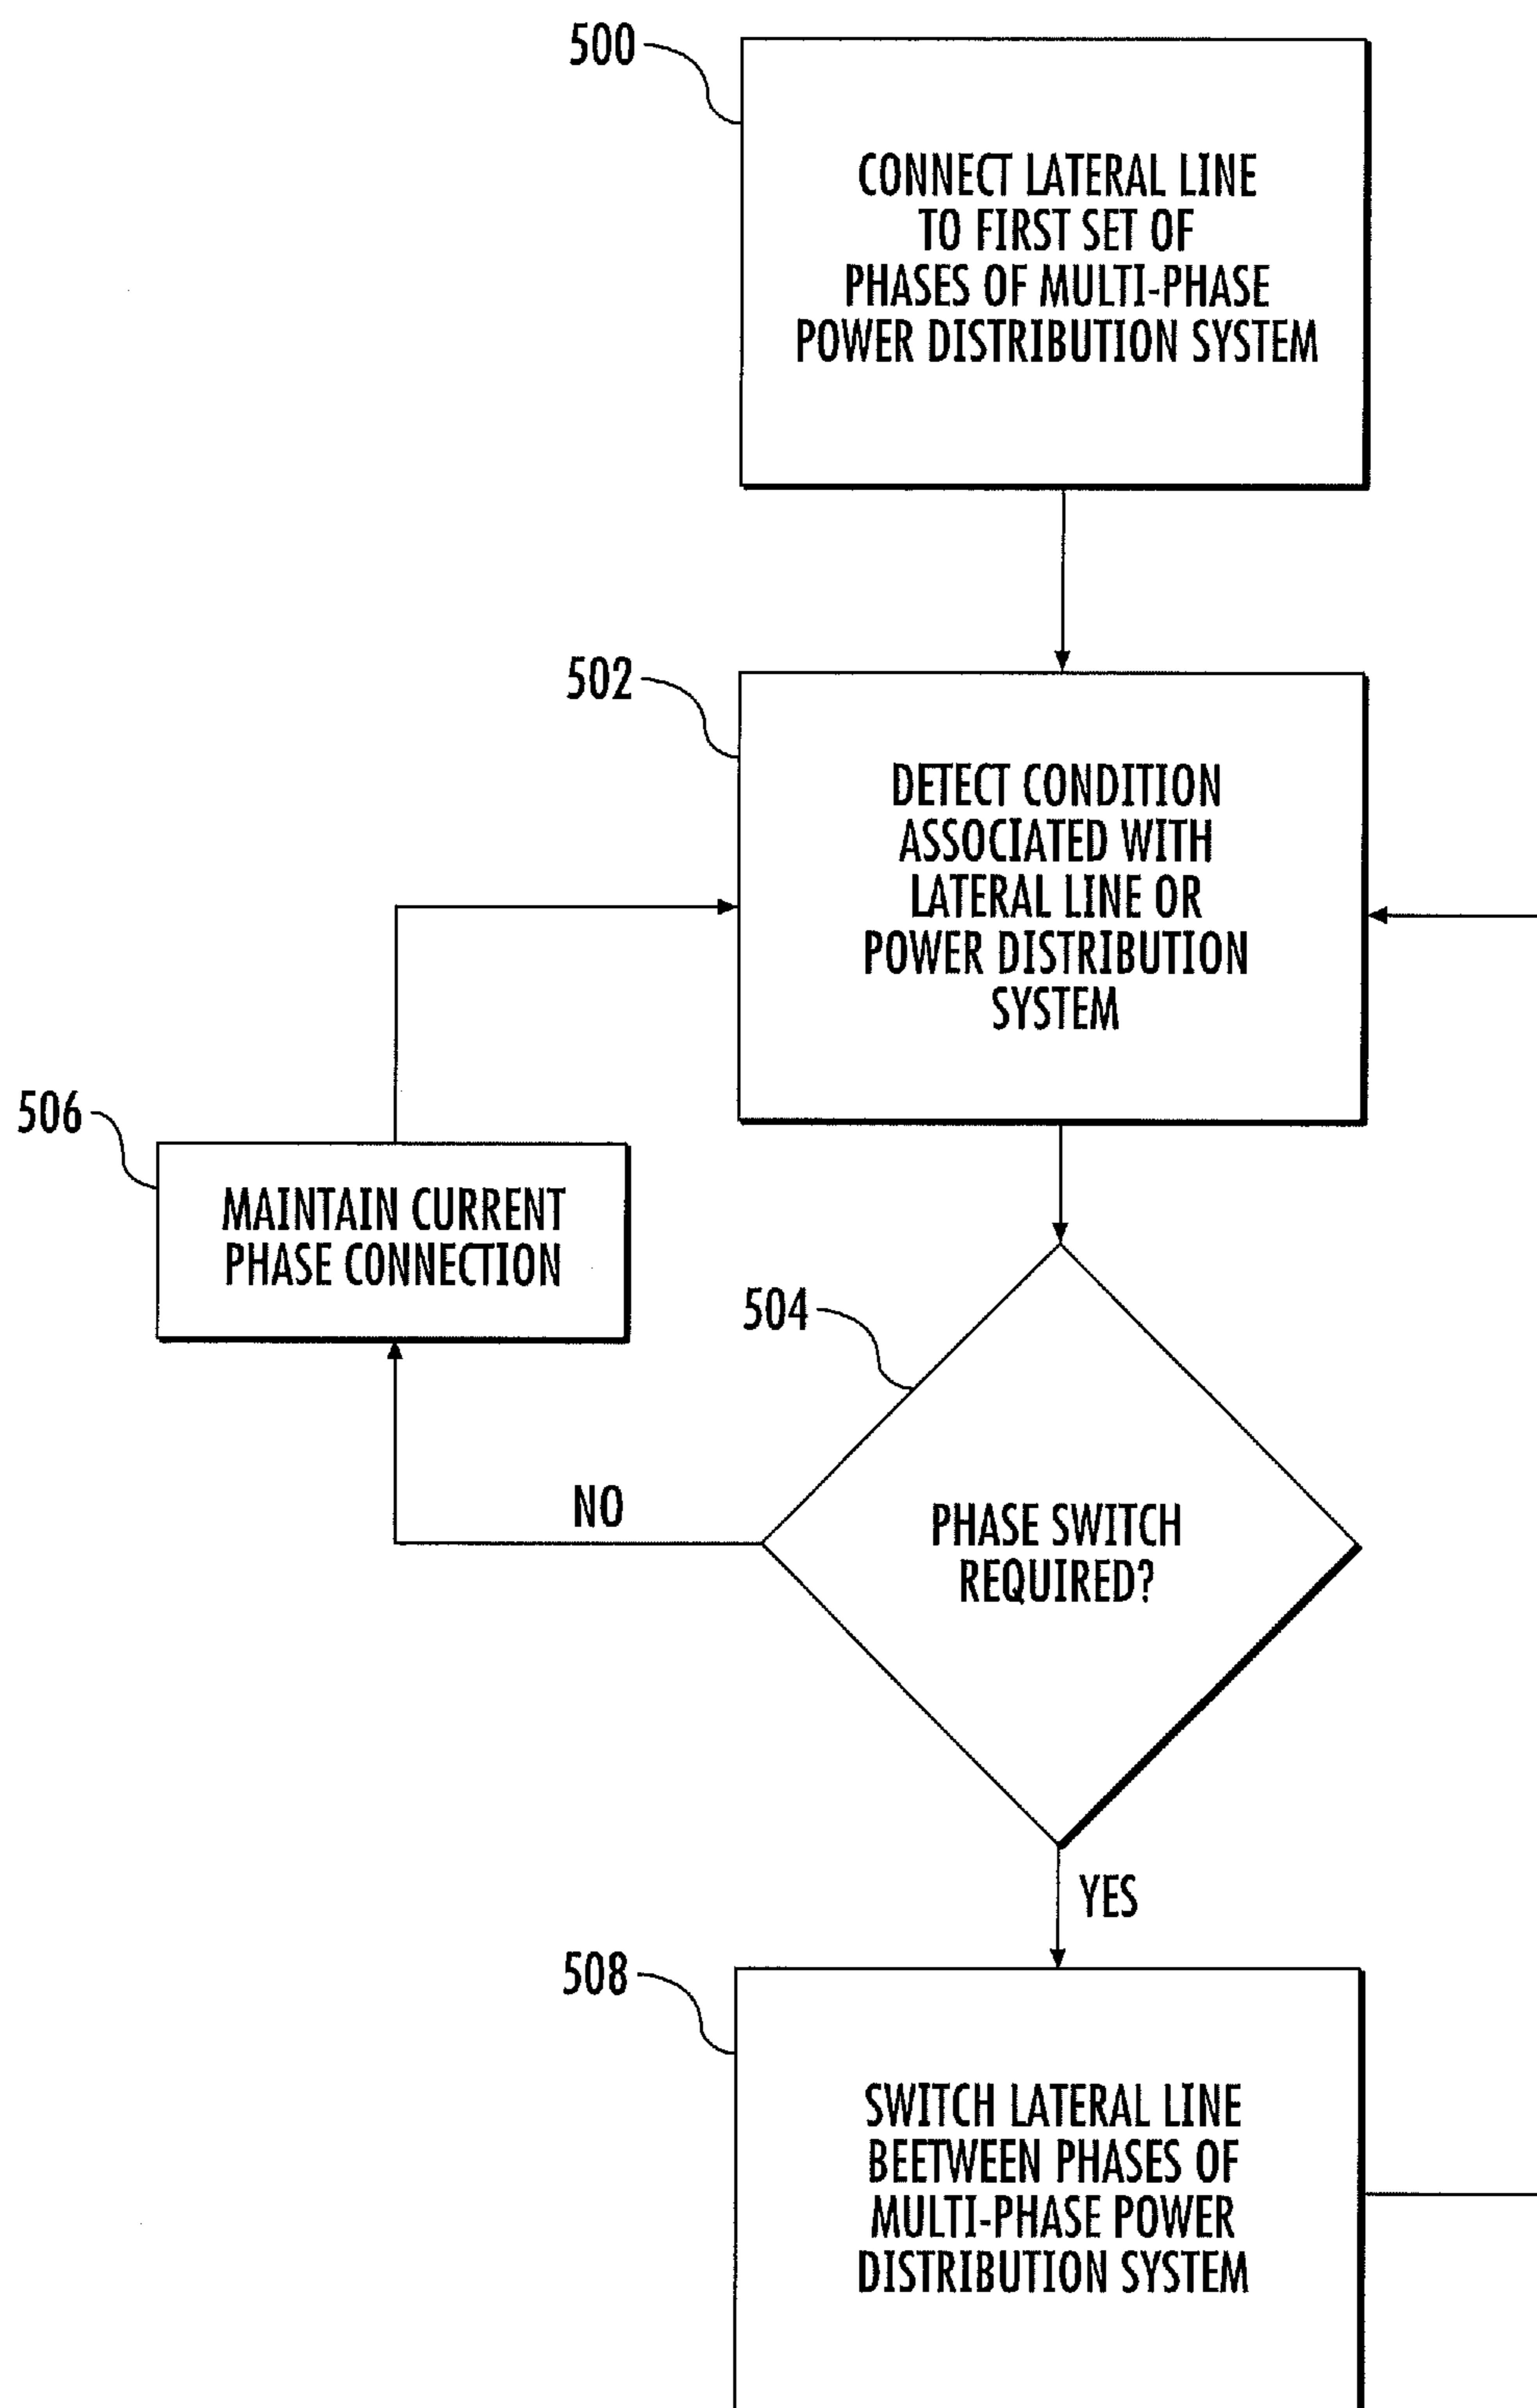 500
CONNECT LATERAL LINE
TO FIRST SET OF
PHASES OF MULTI-PHASE
POWER DISTRIBUTION SYSTEM
502
DETECT CONDITION
ASSOCIATED WITH
LATERAL LINE OR
POWER DISTRIBUTION
SYSTEM
506
MAINTAIN CURRENT
PHASE CONNECTION
504
PHASE SWITCH
REQUIRED?
NO
YES
508
SWITCH LATERAL LINE
BEETWEEN PHASES OF
MULTI-PHASE POWER
DISTRIBUTION SYSTEM